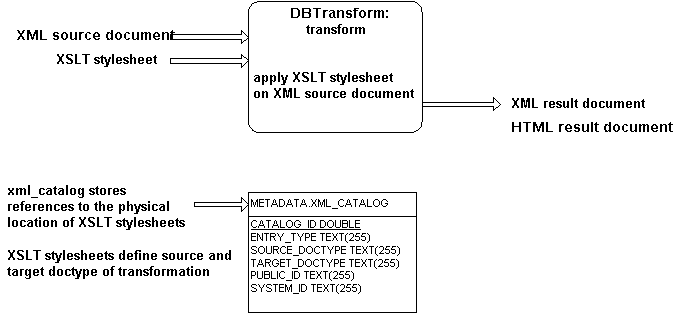 DBTransform:
transform
XML source document
XSLT stylesheet
apply XSLT stylesheet
on XML source document
XML result document
HTML result document
xml_catalog stores
references to the physical
location of XSLT stylesheets
XSLT stylesheets define source and
target doctype of transformation
METADATA.XML_CATALOG
CATALOG_ID DOUBLE
ENTRY_TYPE TEXT(255)
SOURCE_DOCTYPE TEXT(255)
TARGET_DOCTYPE TEXT(255)
PUBLIC_ID TEXT(255)
SYSTEM_ID TEXT(255)